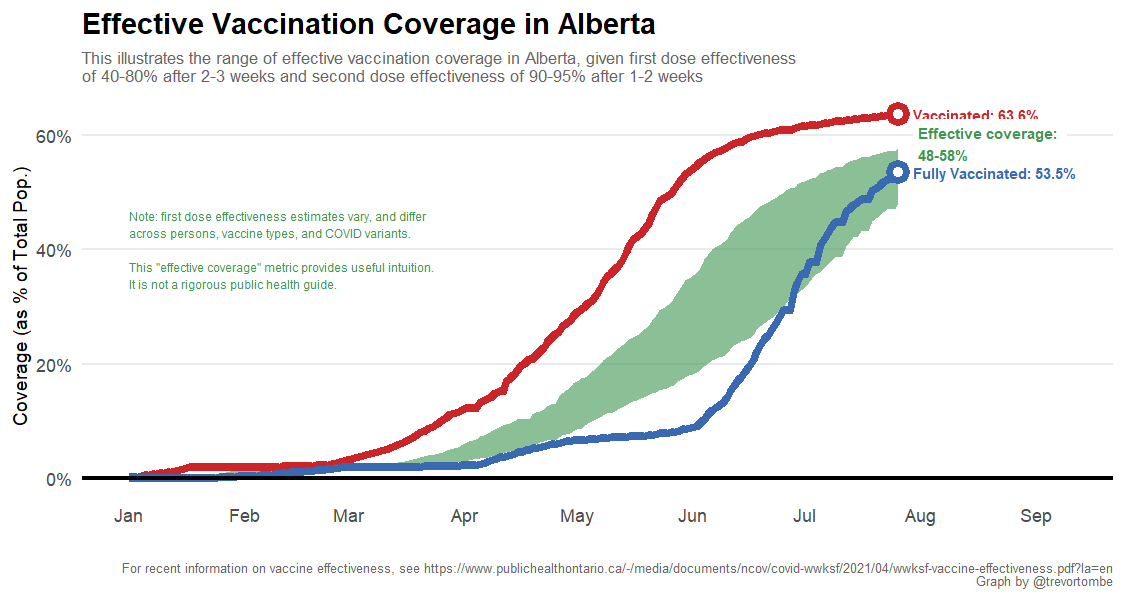 Effective Vaccination Coverage in Alberta
This illustrates the range of effective vaccination coverage in Alberta, given first dose effectiveness
of 40-80% after 2-3 weeks and second dose effectiveness of 90-95% after 1-2 weeks
Coverage (as % of Total Pop.)
60%
40%
20%
0%
Vaccinated: 63.6%
Effective coverage:
48-58%
Fully Vaccinated: 53.5%
Note: first dose effectiveness estimates vary, and differ
across persons, vaccine types, and COVID variants.
This "effective coverage" metric provides useful intuition.
It is not a rigorous public health guide.
Jan Feb Mar Apr May Jun Jul Aug Sep
For recent information on vaccine effectiveness, see https://www.publichealthontario.ca/-/media/documents/ncov/covid-wwksf/2021/04/wwksf-vaccine-effectiveness.pdf?la=en
Graph by @trevortombe